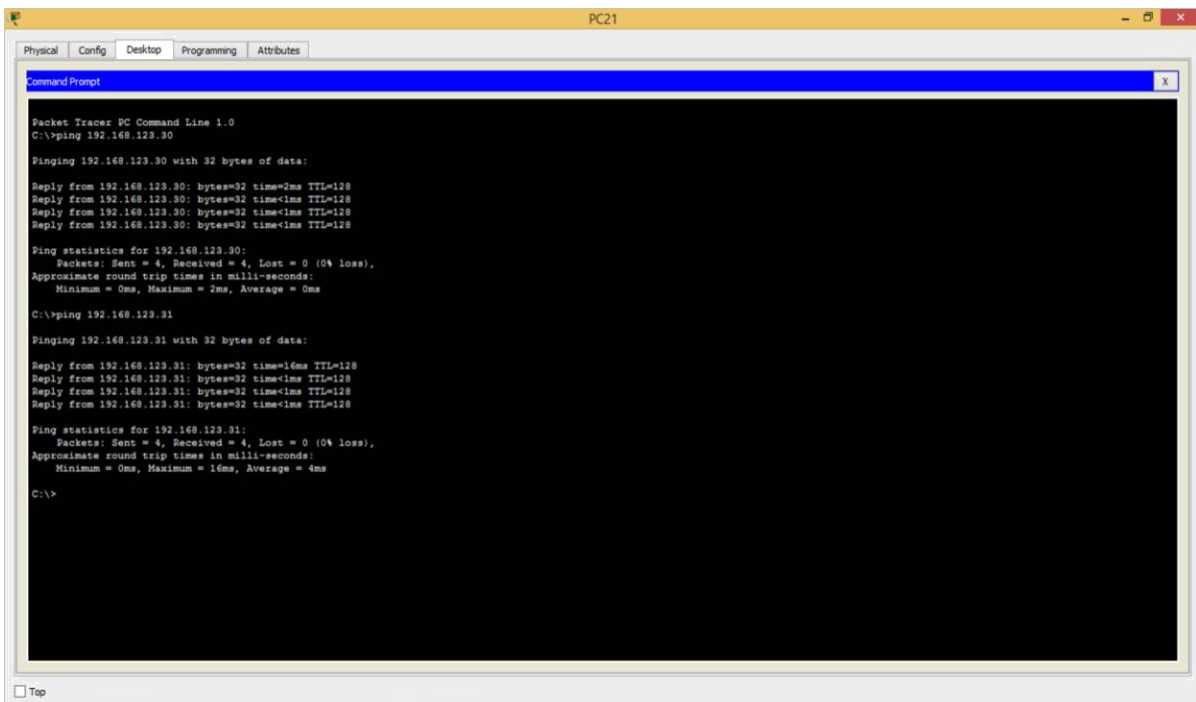 PC21
Physical Config Desktop Programming Attributes
Command Prompt
X
Packet Tracer PC Command Line 1.0
C:\>ping 192.168.123.30
Pinging 192.168.123.30 with 32 bytes of data:
Reply from 192.168.123.30: bytes=32 time=2ms TTL=128
Reply from 192.168.123.30: bytes=32 time<1ms TTL=128
Reply from 192.168.123.30: bytes=32 time<1ms TTL=128
Reply from 192.168.123.30: bytes=32 time<1ms TTL=128
Ping statistics for 192.168.123.30:
Packets: Sent = 4, Received = 4, Lost = 0 (0% loss),
Approximate round trip times in milli-seconds:
Minimum = 0ms, Maximum = 2ms, Average = 0ms
C:\>ping 192.168.123.31
Pinging 192.168.123.31 with 32 bytes of data:
Reply from 192.168.123.31: bytes=32 time=16ms TTL=128
Reply from 192.168.123.31: bytes=32 time<1ms TTL=128
Reply from 192.168.123.31: bytes=32 time<1ms TTL=128
Reply from 192.168.123.31: bytes=32 time<1ms TTL=128
Ping statistics for 192.168.123.31:
Packets: Sent = 4, Received = 4, Lost = 0 (0% loss),
Approximate round trip times in milli-seconds:
Minimum = 0ms, Maximum = 16ms, Average = 4ms
C:\>
Top